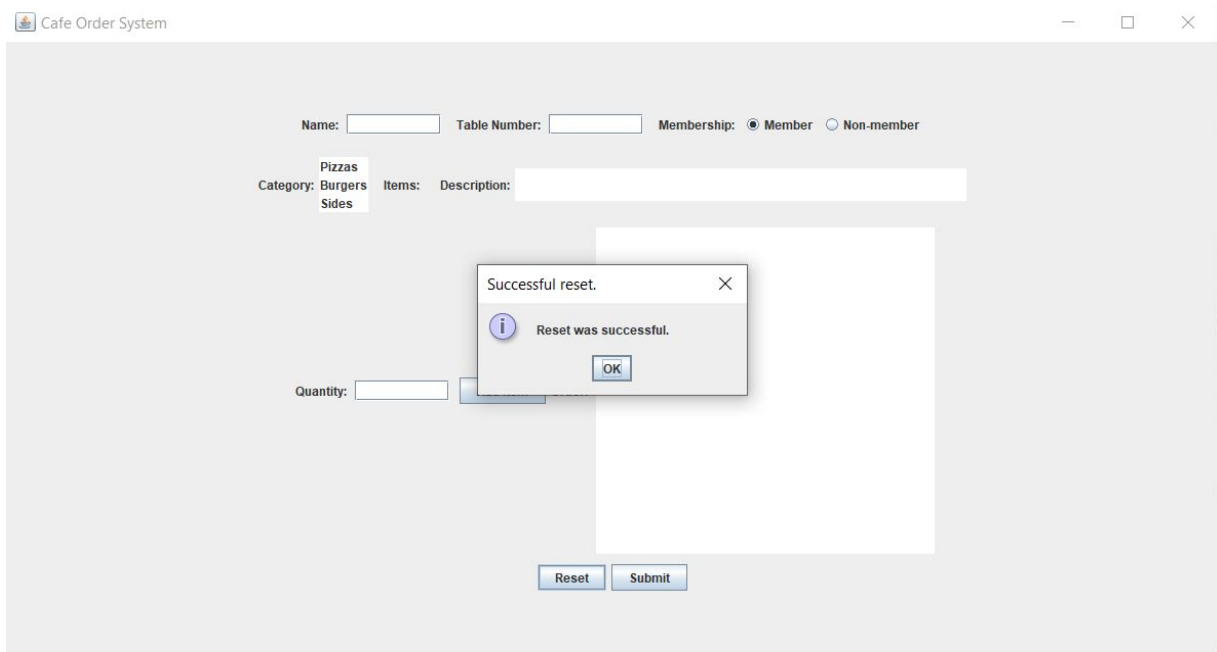 Cafe Order System
Name: Table Number: Membership: Member Non-member
Pizzas
Category: Burgers Items: Description:
Sides
Successful reset.
i Reset was successful.
OK
Quantity:
Reset Submit